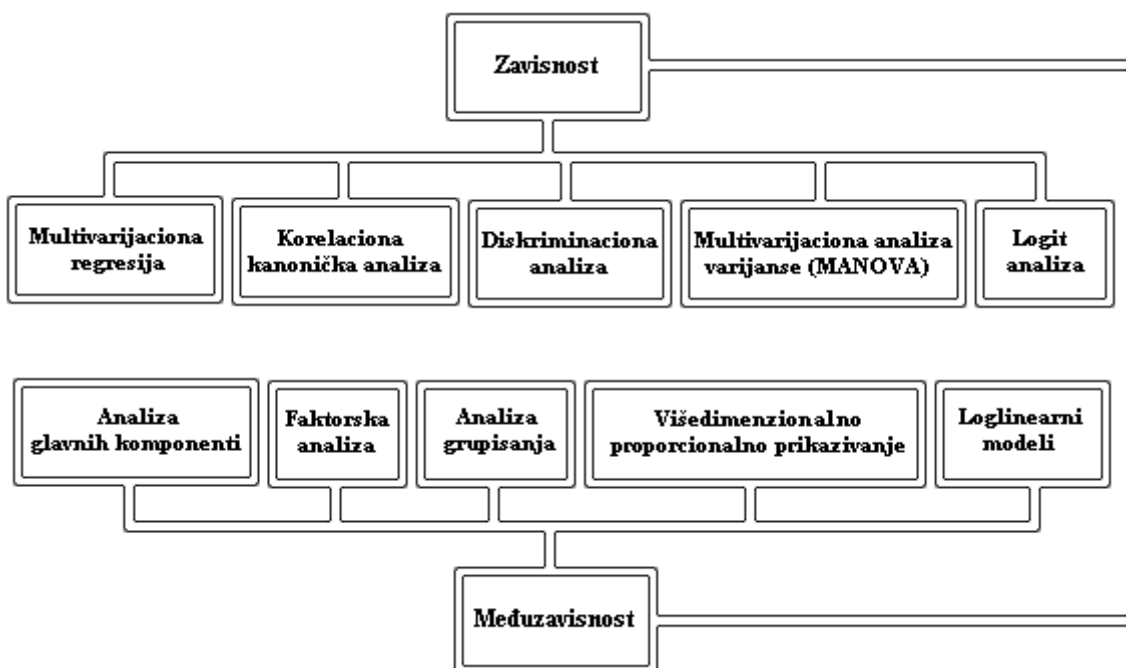 Zavisnost
Multivarijaciona
regresija
Korelaciona
kanonička analiza
Diskriminaciona
analiza
Multivarijaciona analiza
varijanse (MANOVA)
Logit
analiza
Analiza
glavnih komponenti
Faktorska
analiza
Analiza
grupisanja
Višedimenzionalno
proporcionalno prikazivanje
Loglinearni
modeli
Međuzavisnost